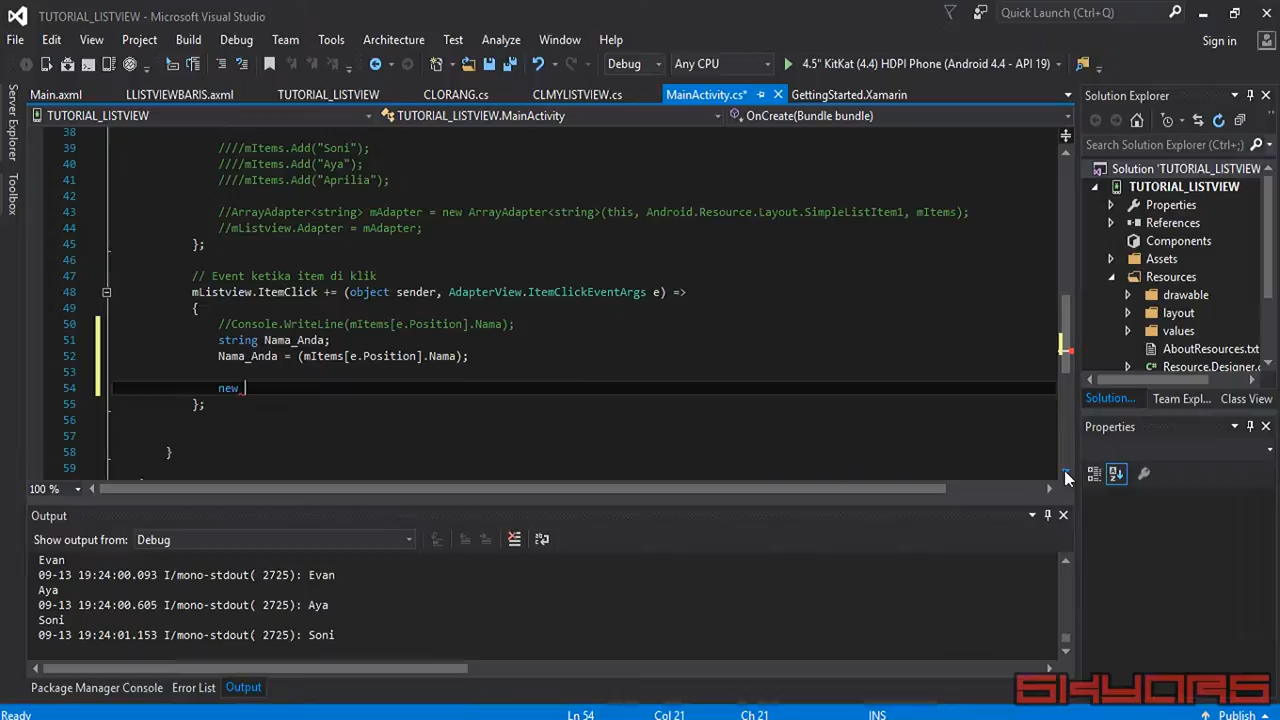 TUTORIAL_LISTVIEW - Microsoft Visual Studio
Quick Launch (Ctrl+Q)
File Edit View Project Build Debug Team Tools Architecture Test Analyze Window Help
Sign in
Debug Any CPU 4.5" KitKat (4.4) HDPI Phone (Android 4.4 - API 19)
Main.axml LLISTVIEWBARIS.axml TUTORIAL_LISTVIEW CLORANG.cs CLMYLISTVIEW.cs MainActivity.cs* GettingStarted.Xamarin
TUTORIAL_LISTVIEW TUTORIAL_LISTVIEW.MainActivity OnCreate(Bundle bundle)
Server Explorer
Toolbox
38
39 ////mItems.Add("Soni");
40 ////mItems.Add("Aya");
41 ////mItems.Add("Aprilia");
42
43 //ArrayAdapter<string> mAdapter = new ArrayAdapter<string>(this, Android.Resource.Layout.SimpleListItem1, mItems);
44 //mListview.Adapter = mAdapter;
45 };
46
47 // Event ketika item di klik
48 mListview.ItemClick += (object sender, AdapterView.ItemClickEventArgs e) =>
49 {
50 //Console.WriteLine(mItems[e.Position].Nama);
51 string Nama_Anda;
52 Nama_Anda = (mItems[e.Position].Nama);
53
54 new
55 };
56
57
58 }
59
100 %
Solution Explorer
Search Solution Explorer (Ctrl+;)
Solution 'TUTORIAL_LISTVIEW
TUTORIAL_LISTVIEW
Properties
References
Components
Assets
Resources
drawable
layout
values
AboutResources.txt
Resource.Designer.c
Solution... Team Expl... Class View
Properties
Output
Show output from: Debug
Evan
09-13 19:24:00.093 I/mono-stdout( 2725): Evan
Aya
09-13 19:24:00.605 I/mono-stdout( 2725): Aya
Soni
09-13 19:24:01.153 I/mono-stdout( 2725): Soni
Package Manager Console Error List Output
SKYORS
Ready Ln 54 Col 21 Ch 21 INS Publish